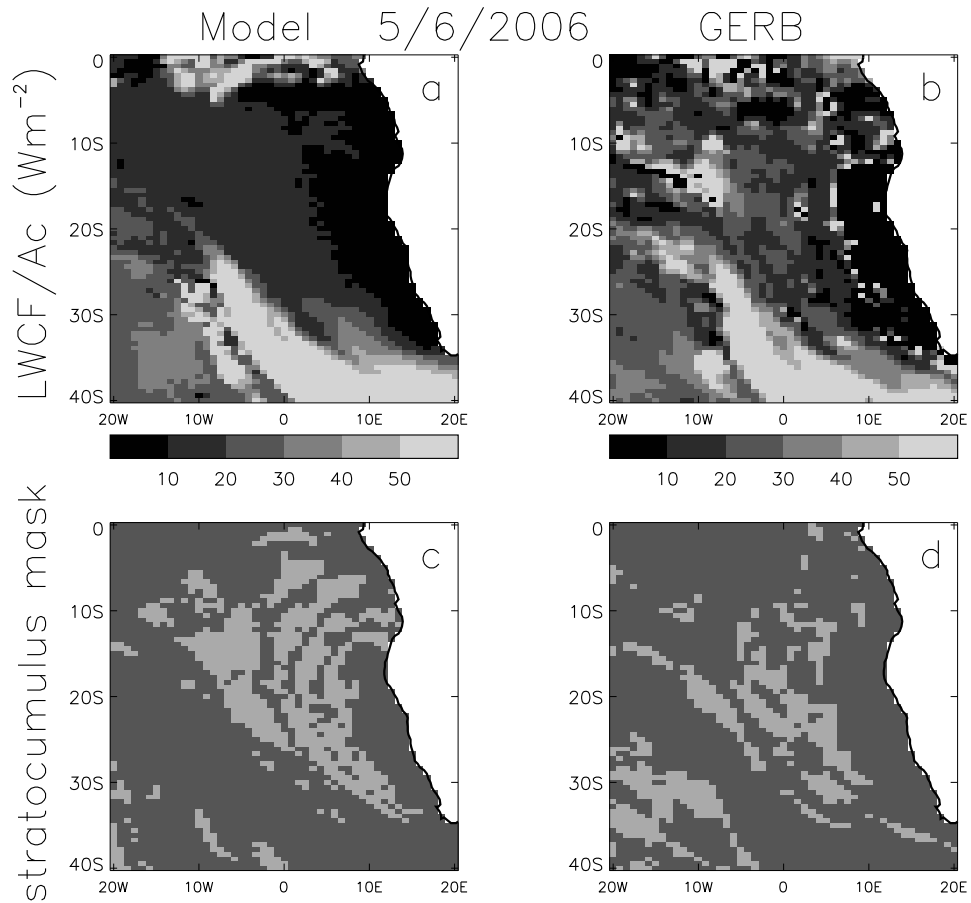 Model 5/6/2006 GERB
LWCF/Ac (Wm−2)
a
b
0 0
10S 10S
20S 20S
30S 30S
40S 40S
20W 10W 0 10E 20E 20W 10W 0 10E 20E
10 20 30 40 50 10 20 30 40 50
stratocumulus mask
c
d
0 0
10S 10S
20S 20S
30S 30S
40S 40S
20W 10W 0 10E 20E 20W 10W 0 10E 20E